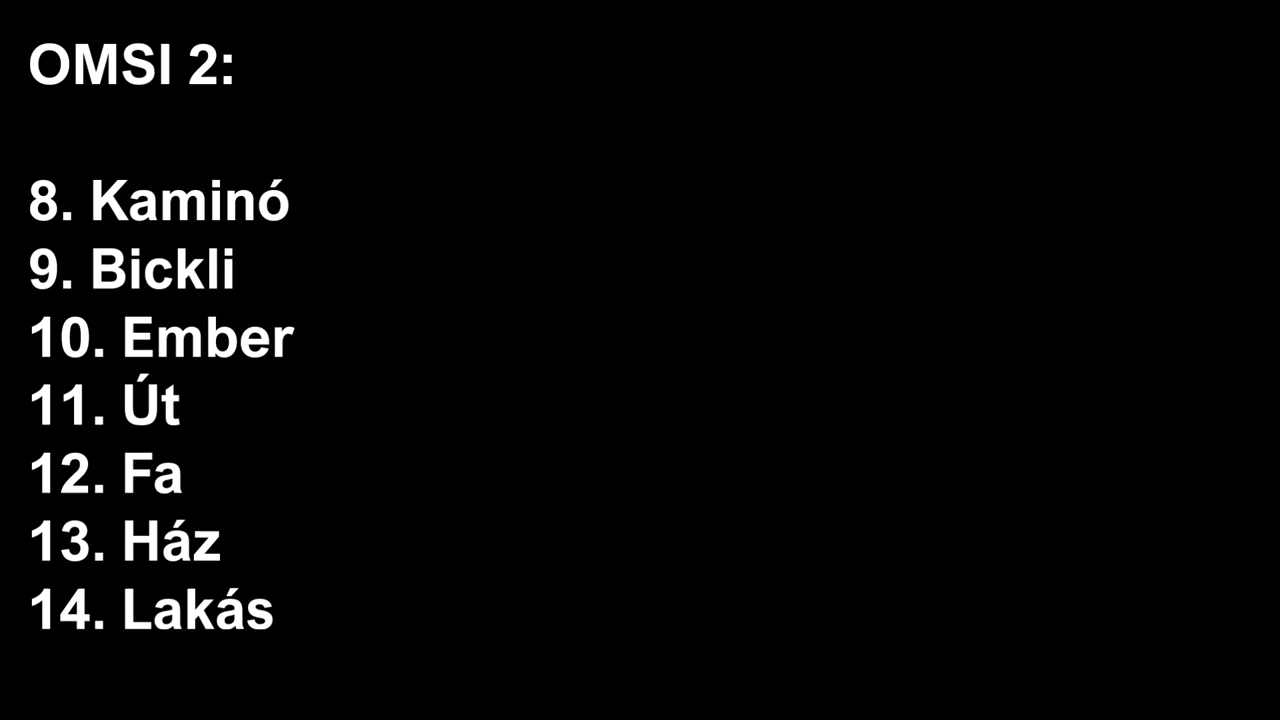 OMSI 2:
8. Kaminó
9. Bickli
10. Ember
11. Út
12. Fa
13. Ház
14. Lakás